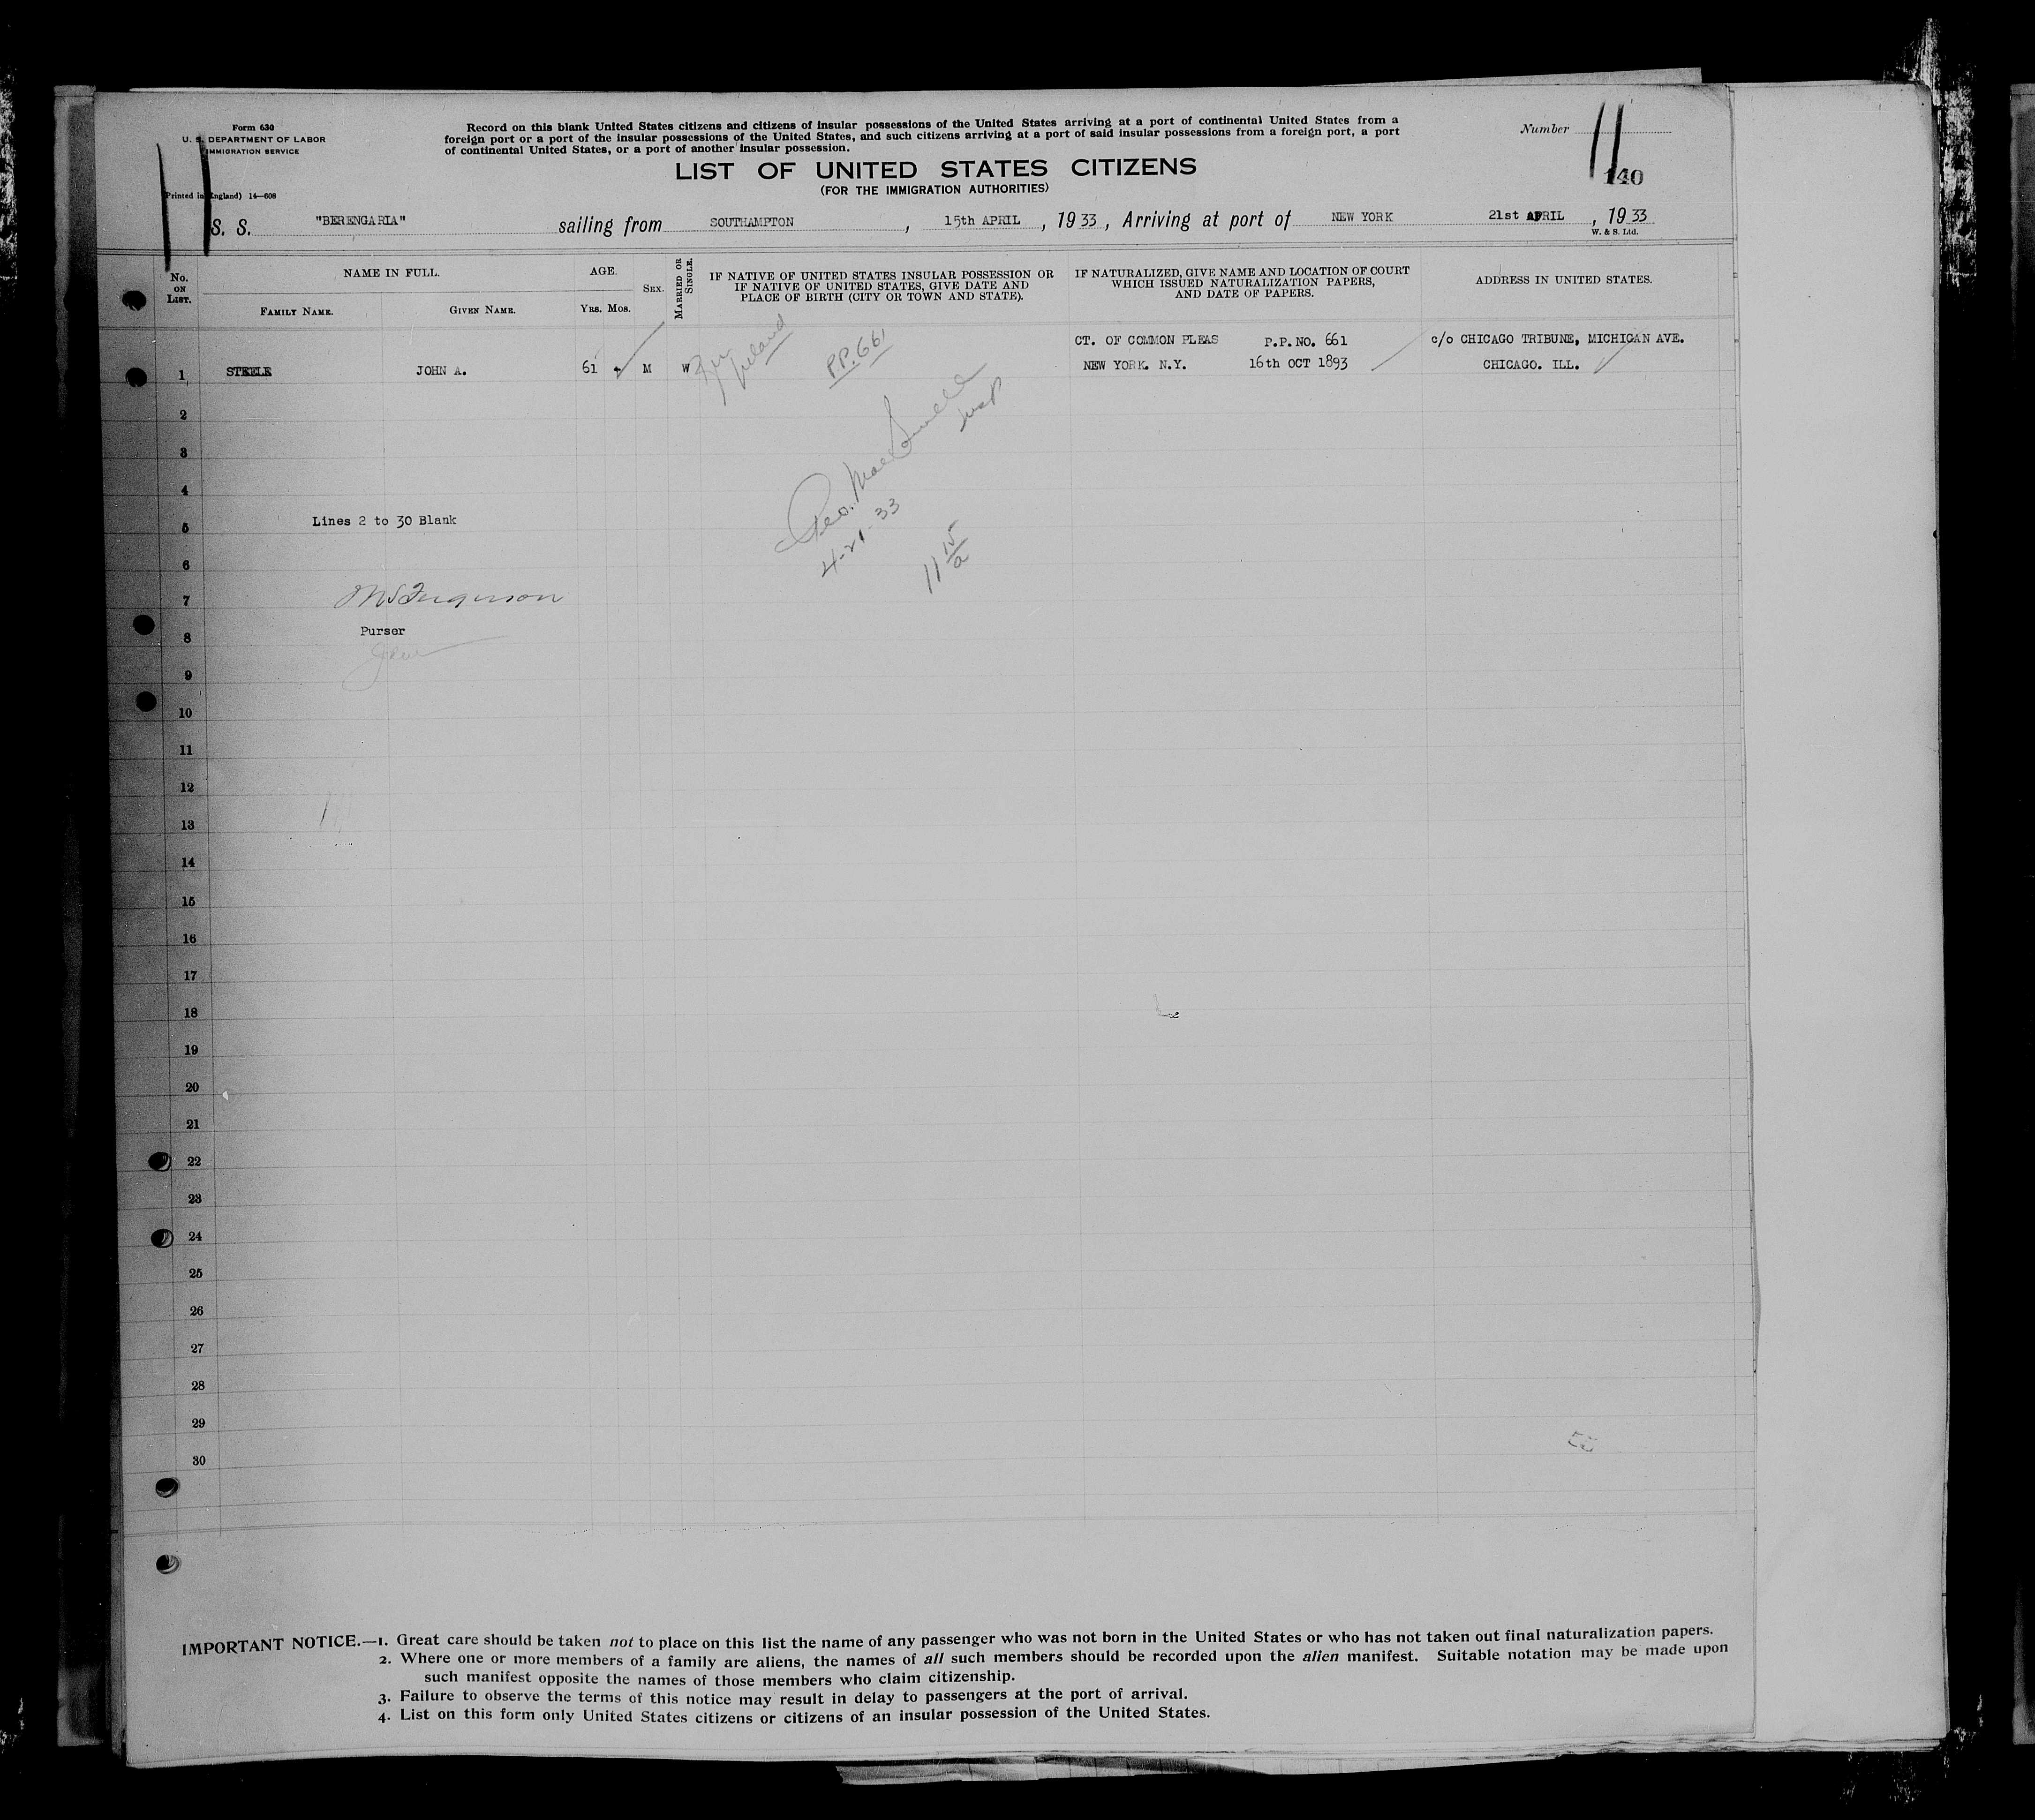 Form 630
U. S. DEPARTMENT OF LABOR
IMMIGRATION SERVICE
(Printed in England) 14—608
Record on this blank United States citizens and citizens of insular possessions of the United States arriving at a port of continental United States from a
foreign port or a port of the insular possessions of the United States, and such citizens arriving at a port of said insular possessions from a foreign port, a port
of continental United States, or a port of another insular possession.
LIST OF UNITED STATES CITIZENS
(FOR THE IMMIGRATION AUTHORITIES)
Number 11
140
S. S. "BERENGARIA" sailing from SOUTHAMPTON, 15th APRIL, 1933, Arriving at port of NEW YORK 21st APRIL, 1933
W. & S. Ltd.
No. ON LIST.
NAME IN FULL.
FAMILY NAME. GIVEN NAME.
AGE.
YRS. MOS.
SEX.
MARRIED OR SINGLE.
IF NATIVE OF UNITED STATES INSULAR POSSESSION OR
IF NATIVE OF UNITED STATES, GIVE DATE AND
PLACE OF BIRTH (CITY OR TOWN AND STATE).
IF NATURALIZED, GIVE NAME AND LOCATION OF COURT
WHICH ISSUED NATURALIZATION PAPERS,
AND DATE OF PAPERS.
ADDRESS IN UNITED STATES.
CT. OF COMMON PLEAS P.P.NO. 661 c/o CHICAGO TRIBUNE, MICHIGAN AVE.
1 STEELE JOHN A. 61 M W Ireland P.P. 661 NEW YORK. N.Y. 16th OCT 1893 CHICAGO. ILL.
2
3
4
Geo.
4-21-33
11 15/a
5
Lines 2 to 30 Blank
6
7
Ferguson
Purser
8
9
10
11
12
13
14
15
16
17
18
19
20
21
22
23
24
25
26
27
28
29
30
IMPORTANT NOTICE.—1. Great care should be taken not to place on this list the name of any passenger who was not born in the United States or who has not taken out final naturalization papers.
2. Where one or more members of a family are aliens, the names of all such members should be recorded upon the alien manifest. Suitable notation may be made upon
such manifest opposite the names of those members who claim citizenship.
3. Failure to observe the terms of this notice may result in delay to passengers at the port of arrival.
4. List on this form only United States citizens or citizens of an insular possession of the United States.